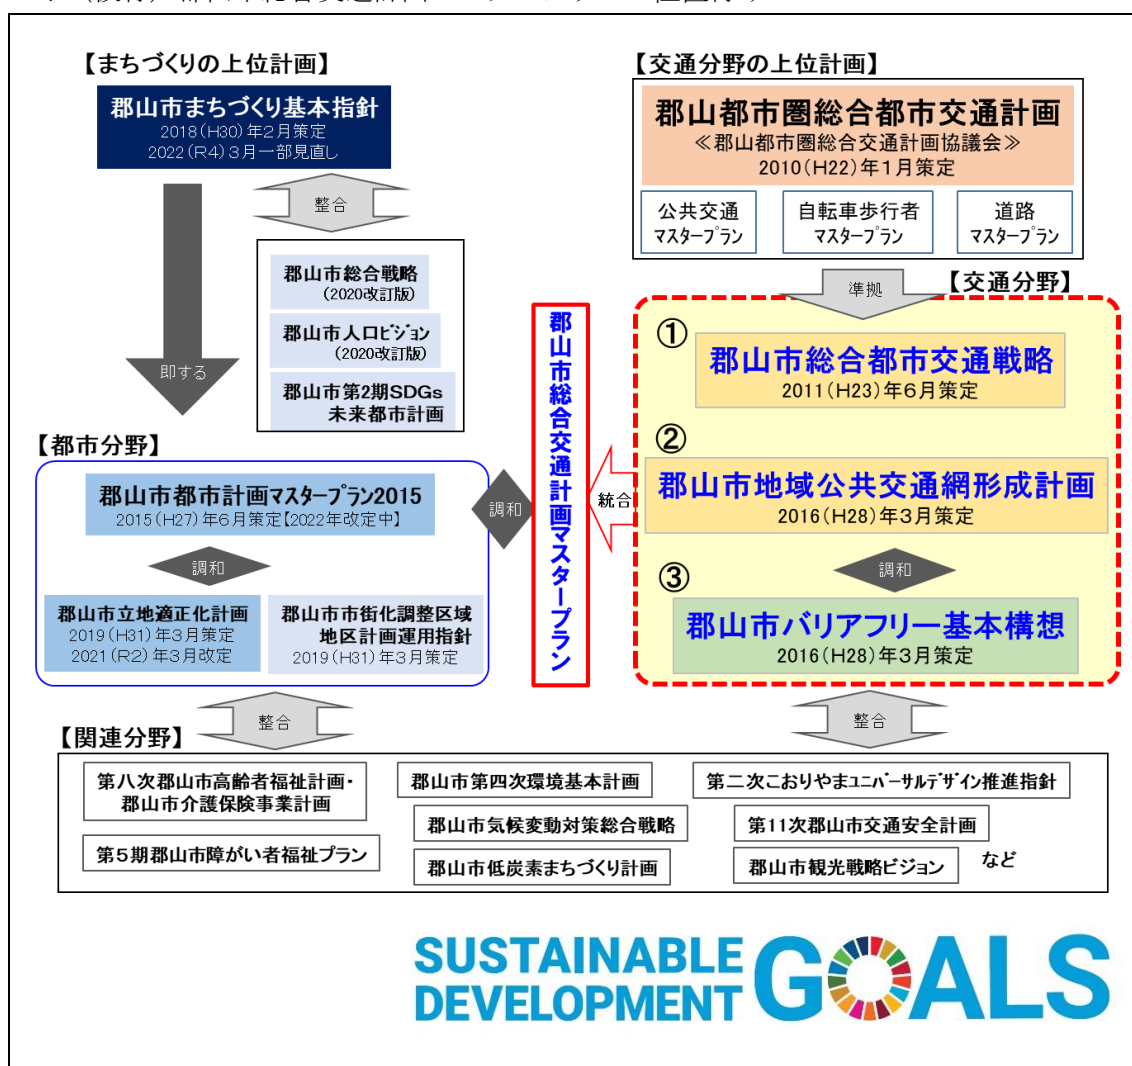 【まちづくりの上位計画】
郡山市まちづくり基本指針
2018(H30)年2月策定
2022(R4)3月一部見直し
整合
即する
郡山市総合戦略
(2020改訂版)
郡山市人口ビジョン
(2020改訂版)
郡山市第2期SDGs
未来都市計画
【交通分野の上位計画】
郡山都市圏総合都市交通計画
≪郡山都市圏総合交通計画協議会≫
2010(H22)年1月策定
公共交通
マスタープラン
自転車歩行者
マスタープラン
道路
マスタープラン
準拠
【交通分野】
①
郡山市総合都市交通戦略
2011(H23)年6月策定
②
郡山市地域公共交通網形成計画
2016(H28)年3月策定
調和
③
郡山市バリアフリー基本構想
2016(H28)年3月策定
統合
郡山市総合交通計画マスタープラン
調和
【都市分野】
郡山市都市計画マスタープラン2015
2015(H27)年6月策定【2022年改定中】
調和
郡山市立地適正化計画
2019(H31)年3月策定
2021(R2)年3月改定
郡山市市街化調整区域
地区計画運用指針
2019(H31)年3月策定
整合
整合
【関連分野】
第八次郡山市高齢者福祉計画・
郡山市介護保険事業計画
第5期郡山市障がい者福祉プラン
郡山市第四次環境基本計画
郡山市気候変動対策総合戦略
郡山市低炭素まちづくり計画
第二次こおりやまユニバーサルデザイン推進指針
第11次郡山市交通安全計画
郡山市観光戦略ビジョン
など
SUSTAINABLE
DEVELOPMENT
GOALS